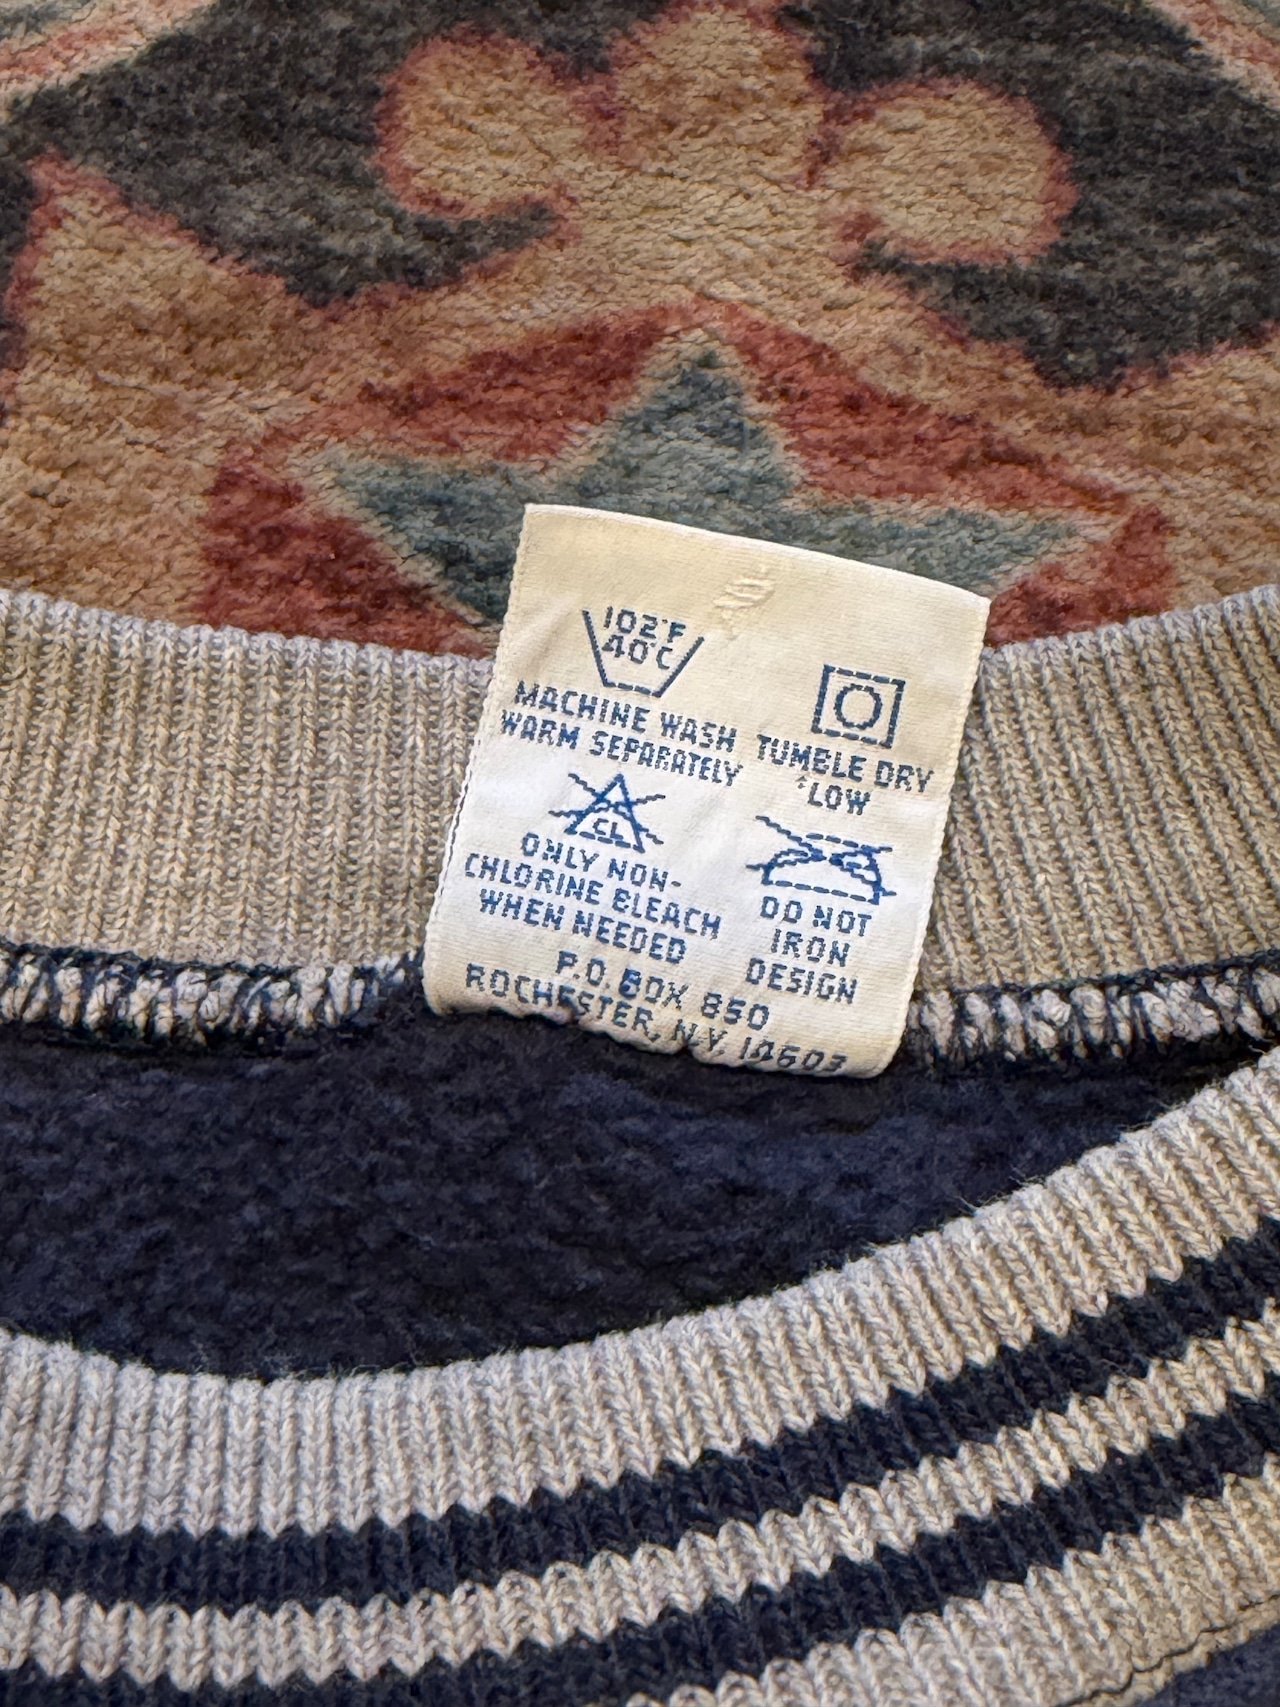 102°F
40°C
MACHINE WASH
WARM SEPARATELY
TUMBLE DRY
LOW
CL
ONLY NON-
CHLORINE BLEACH
WHEN NEEDED
DO NOT
IRON
DESIGN
P.O. BOX 850
ROCHESTER, N.Y. 14603